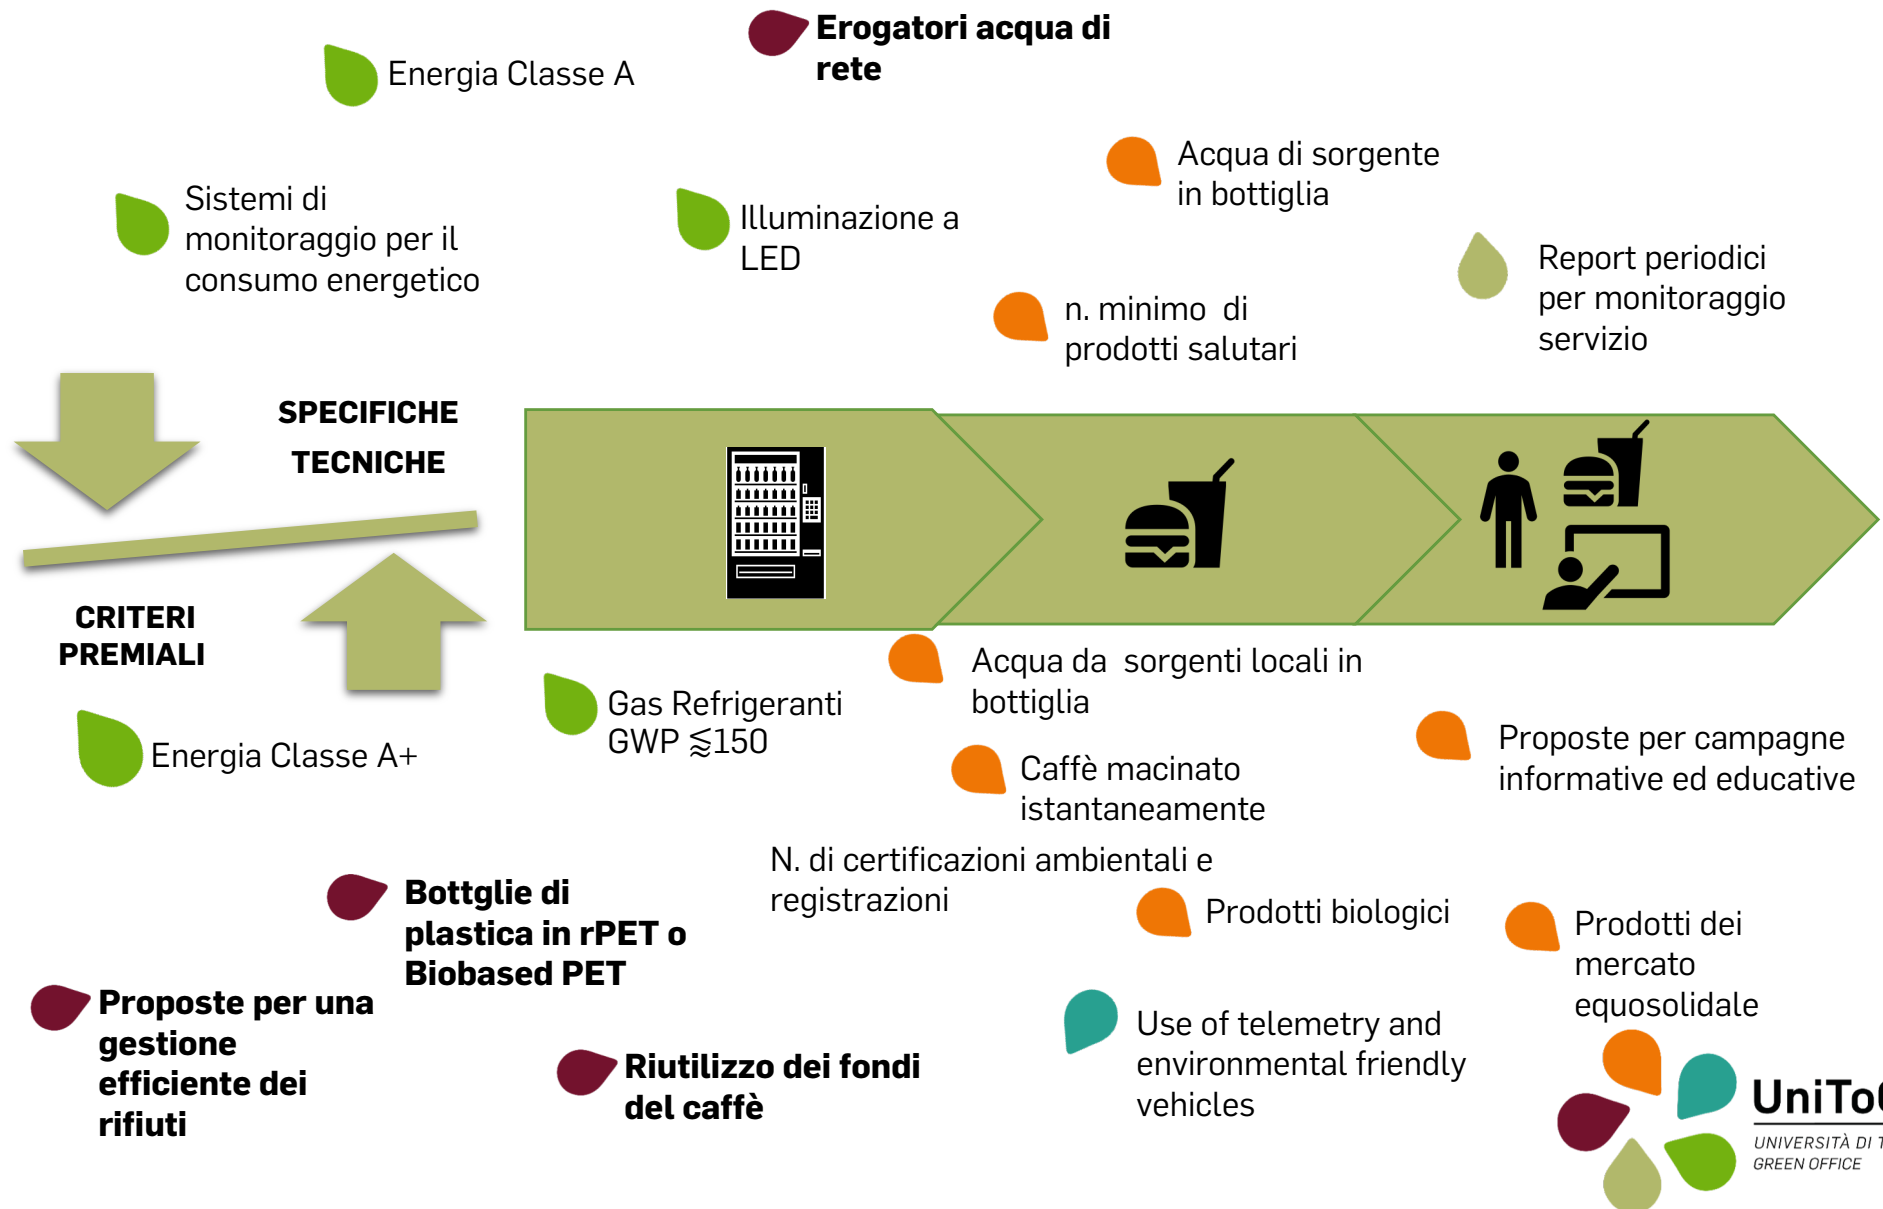 Erogatori acqua di
rete
Energia Classe A
Acqua di sorgente
in bottiglia
Sistemi di
monitoraggio per il
consumo energetico
Illuminazione a
LED
Report periodici
per monitoraggio
servizio
n. minimo di
prodotti salutari
SPECIFICHE
TECNICHE
CRITERI
PREMIALI
Acqua da sorgenti locali in
bottiglia
Gas Refrigeranti
GWP ⪅150
Energia Classe A+
Proposte per campagne
informative ed educative
Caffè macinato
istantaneamente
N. di certificazioni ambientali e
registrazioni
Bottglie di
plastica in rPET o
Biobased PET
Prodotti biologici
Prodotti dei
mercato
equosolidale
Proposte per una
gestione
efficiente dei
rifiuti
Riutilizzo dei fondi
del caffè
Use of telemetry and
environmental friendly
vehicles
UniTo
UNIVERSITÀ DI T
GREEN OFFICE